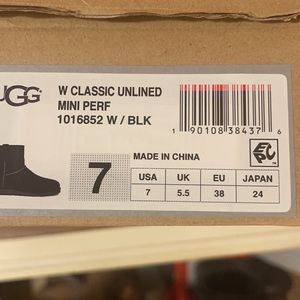 UGG
W CLASSIC UNLINED
MINI PERF
1016852 W / BLK
1 90108 38437 6
7
MADE IN CHINA
USA UK EU JAPAN
7 5.5 38 24
EPC